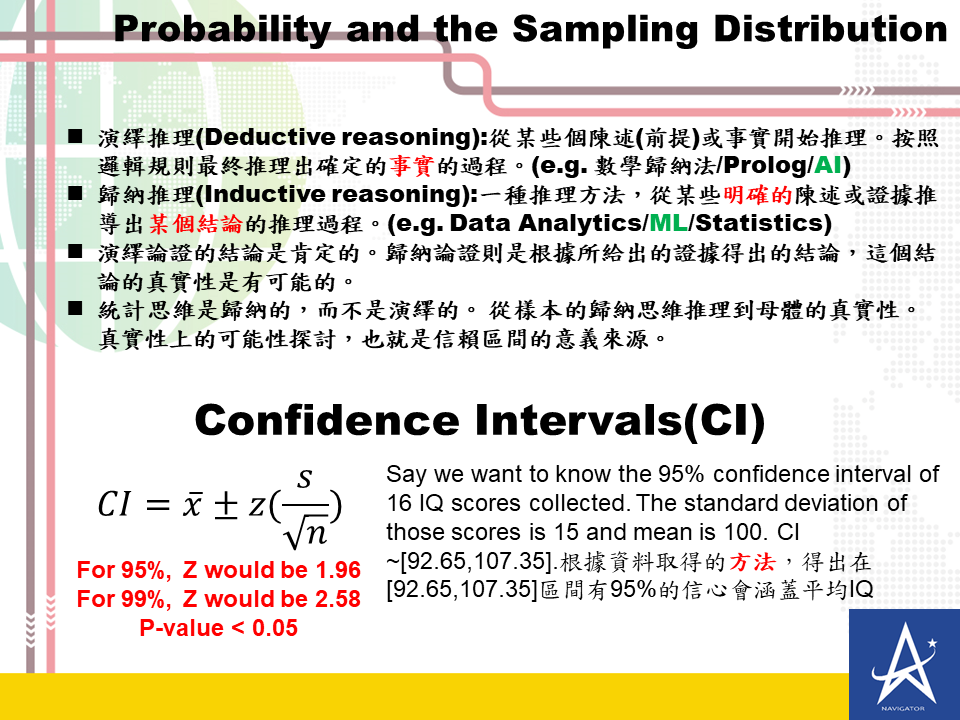 Probability and the Sampling Distribution
■ 演繹推理(Deductive reasoning):從某些個陳述(前提)或事實開始推理。按照
邏輯規則最終推理出確定的事實的過程。(e.g. 數學歸納法/Prolog/AI)
■ 歸納推理(Inductive reasoning):一種推理方法，從某些明確的陳述或證據推
導出某個結論的推理過程。(e.g. Data Analytics/ML/Statistics)
■ 演繹論證的結論是肯定的。歸納論證則是根據所給出的證據得出的結論，這個結
論的真實性是有可能的。
■ 統計思維是歸納的，而不是演繹的。 從樣本的歸納思維推理到母體的真實性。
真實性上的可能性探討，也就是信賴區間的意義來源。
Confidence Intervals(CI)
CI = x̄ ± z(s/√n)
For 95%, Z would be 1.96
For 99%, Z would be 2.58
P-value < 0.05
Say we want to know the 95% confidence interval of
16 IQ scores collected. The standard deviation of
those scores is 15 and mean is 100. CI
~[92.65,107.35].根據資料取得的方法，得出在
[92.65,107.35]區間有95%的信心會涵蓋平均IQ
NAVIGATOR